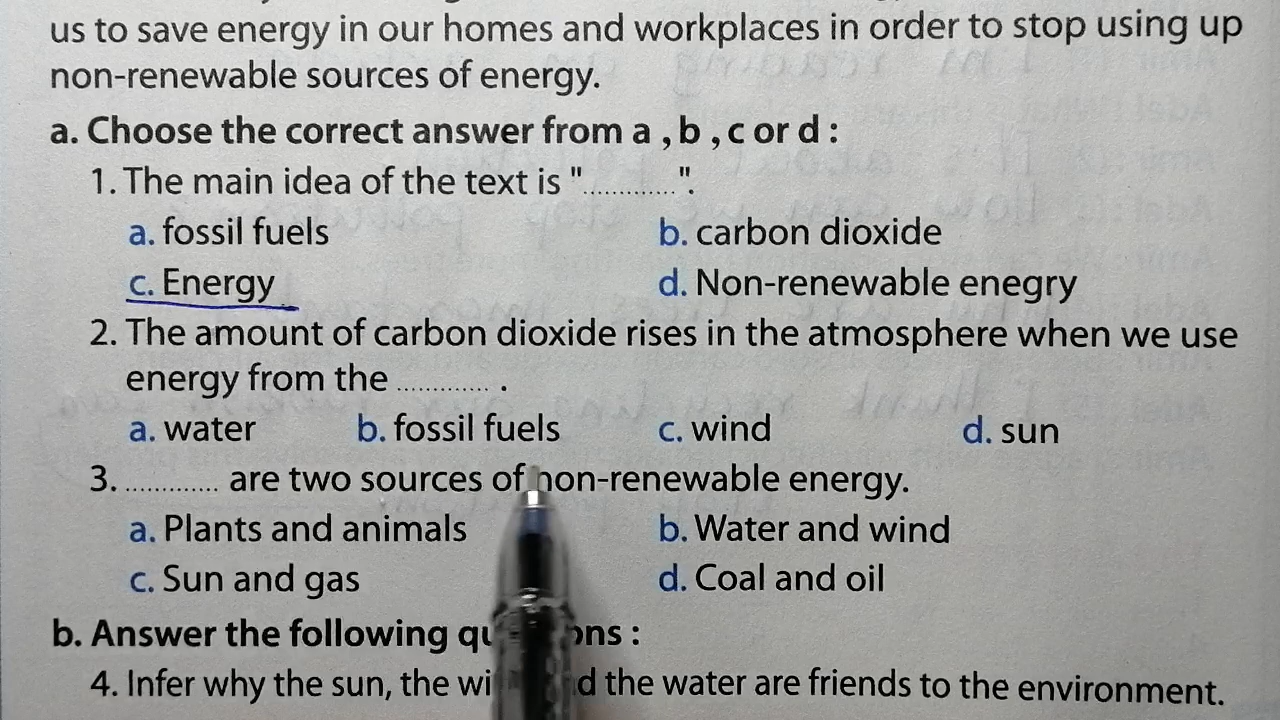 us to save energy in our homes and workplaces in order to stop using up
non-renewable sources of energy.
a. Choose the correct answer from a , b , c or d :
1. The main idea of the text is "............".
a. fossil fuels b. carbon dioxide
c. Energy d. Non-renewable enegry
2. The amount of carbon dioxide rises in the atmosphere when we use
energy from the ............. .
a. water b. fossil fuels c. wind d. sun
3. ............. are two sources of non-renewable energy.
a. Plants and animals b. Water and wind
c. Sun and gas d. Coal and oil
b. Answer the following :
4. Infer why the sun, the the water are friends to the environment.